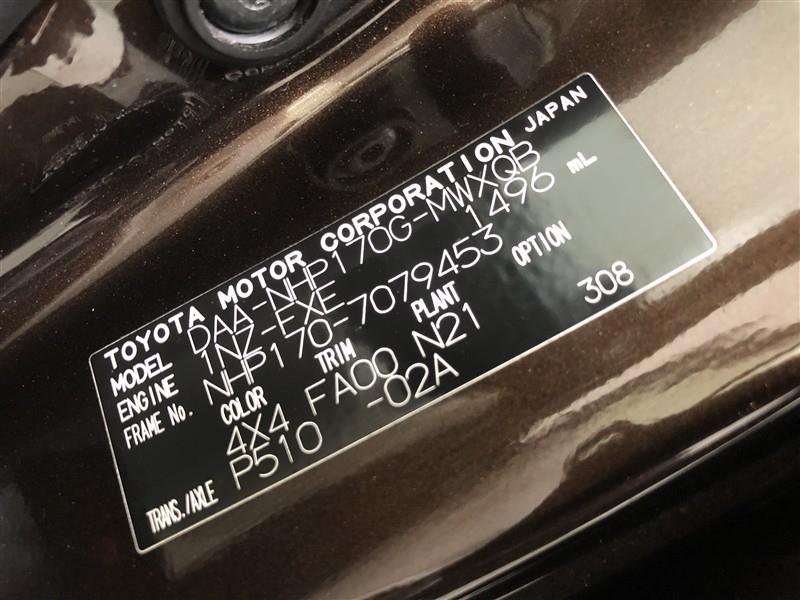 TOYOTA MOTOR CORPORATION JAPAN
MODEL DAA-NHP170G-MWXQB
ENGINE 1NZ-FXE 1496 mL
FRAME No. NHP170-7079453
COLOR TRIM PLANT OPTION
4X4 FA00 N21 308
TRANS./AXLE P510 -02A